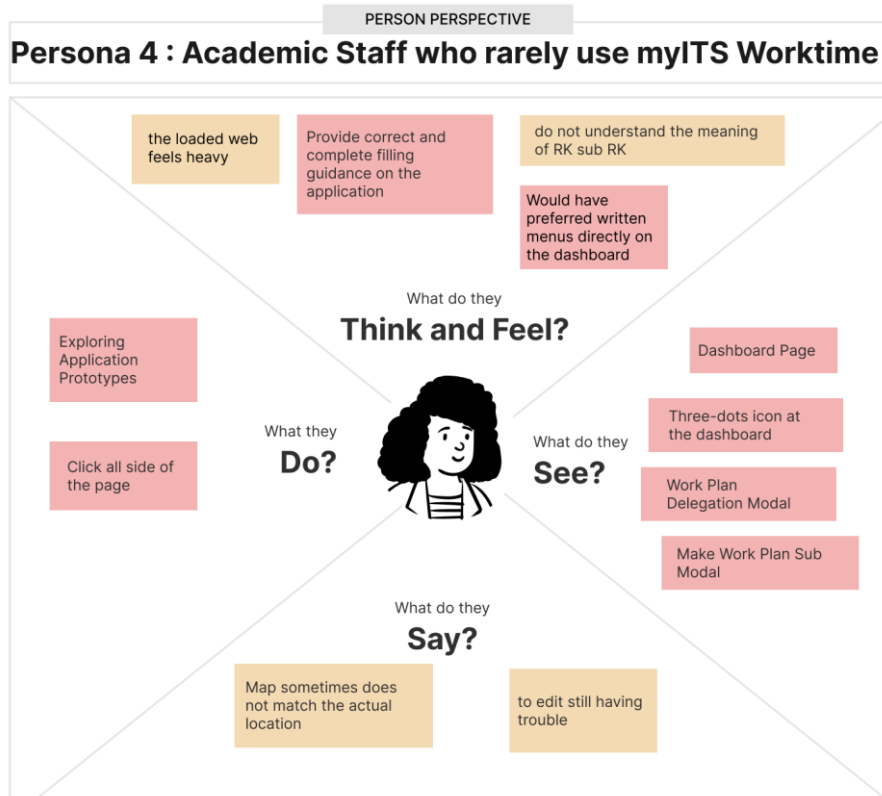 PERSON PERSPECTIVE
Persona 4 : Academic Staff who rarely use myITS Worktime
the loaded web
feels heavy
Provide correct and
complete filling
guidance on the
application
do not understand the meaning
of RK sub RK
Would have
preferred written
menus directly on
the dashboard
What do they
Think and Feel?
Exploring
Application
Prototypes
Click all side of
the page
What they
Do?
What do they
See?
Dashboard Page
Three-dots icon at
the dashboard
Work Plan
Delegation Modal
Make Work Plan Sub
Modal
What do they
Say?
Map sometimes does
not match the actual
location
to edit still having
trouble